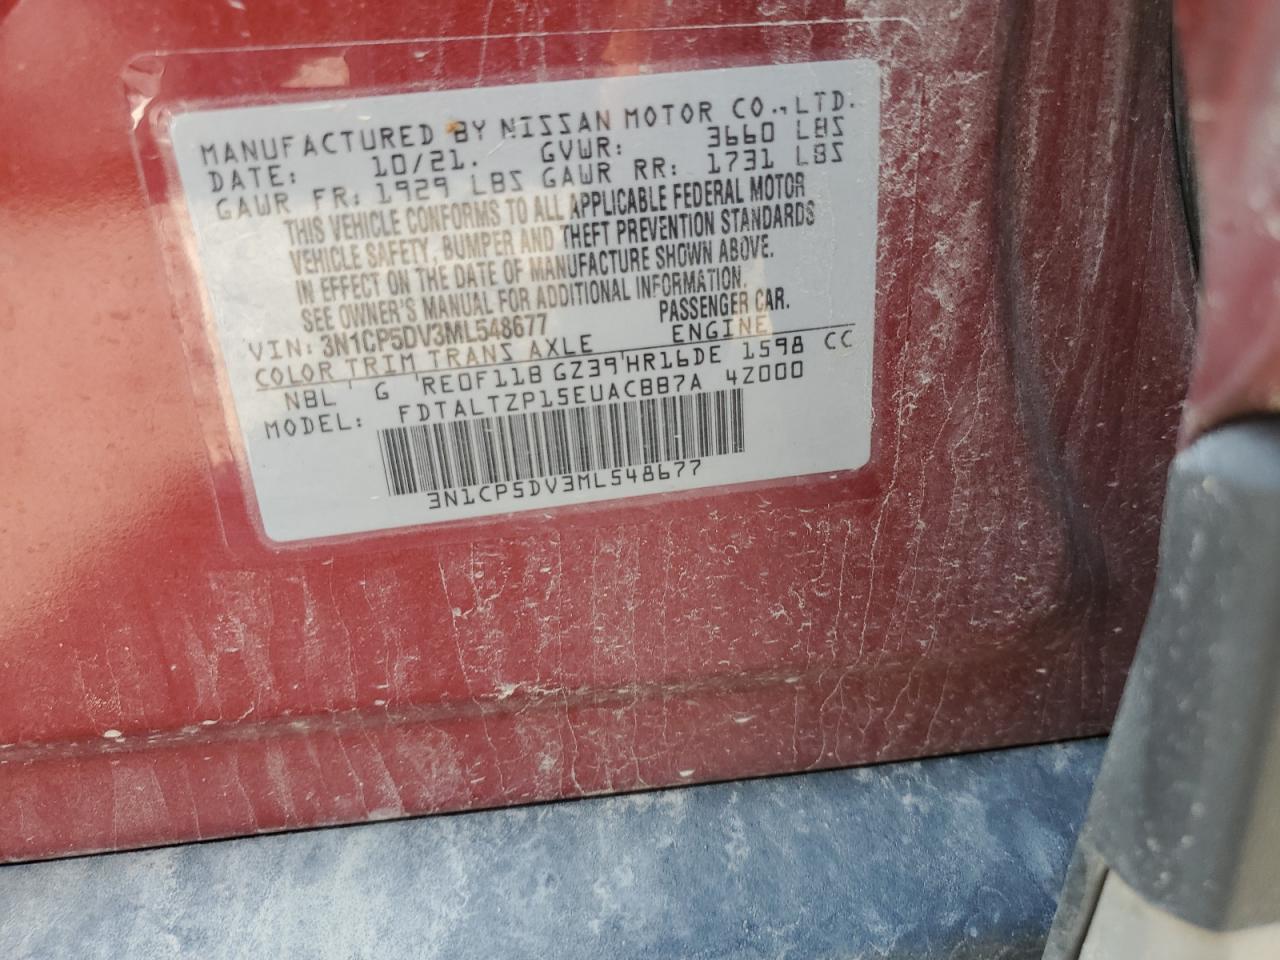 MANUFACTURED BY NISSAN MOTOR CO., LTD.
DATE: 10/21. GVWR: 3660 LBS
GAWR FR: 1929 LBS GAWR RR: 1731 LBS
THIS VEHICLE CONFORMS TO ALL APPLICABLE FEDERAL MOTOR
VEHICLE SAFETY, BUMPER AND THEFT PREVENTION STANDARDS
IN EFFECT ON THE DATE OF MANUFACTURE SHOWN ABOVE.
SEE OWNER'S MANUAL FOR ADDITIONAL INFORMATION.
VIN: 3N1CP5DV3ML548677 PASSENGER CAR.
COLOR TRIM TRANS AXLE ENGINE
NBL G RE0F11B GZ39 HR16DE 1598 CC
MODEL: FDTALTZP15EUACBB7A 4Z000
3N1CP5DV3ML548677